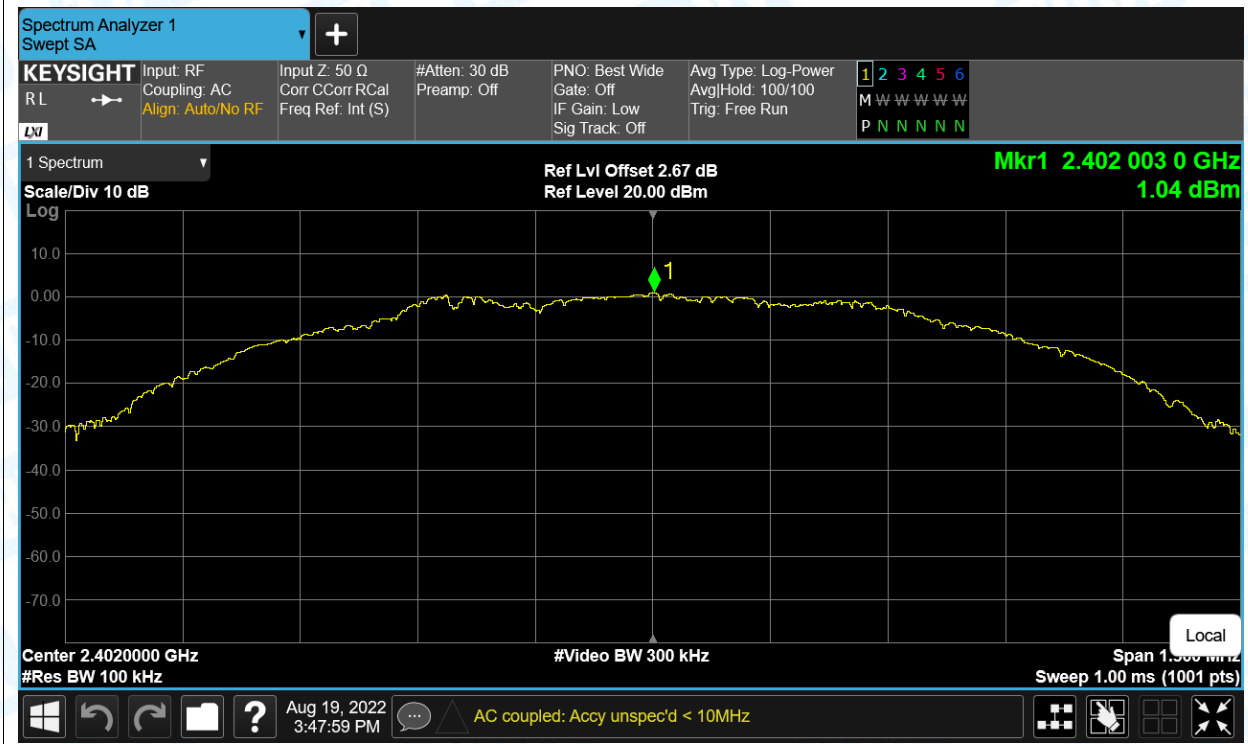 Spectrum Analyzer 1
Swept SA
+
KEYSIGHT
R L
LXI
Input: RF
Coupling: AC
Align: Auto/No RF
Input Z: 50 Ω
Corr CCorr RCal
Freq Ref: Int (S)
#Atten: 30 dB
Preamp: Off
PNO: Best Wide
Gate: Off
IF Gain: Low
Sig Track: Off
Avg Type: Log-Power
Avg|Hold: 100/100
Trig: Free Run
1 2 3 4 5 6
M W W W W W W
P N N N N N N
1 Spectrum
Scale/Div 10 dB
Log
Ref Lvl Offset 2.67 dB
Ref Level 20.00 dBm
Mkr1 2.402 003 0 GHz
1.04 dBm
1
10.0
0.00
-10.0
-20.0
-30.0
-40.0
-50.0
-60.0
-70.0
Local
Center 2.4020000 GHz
#Video BW 300 kHz
Span
#Res BW 100 kHz
Sweep 1.00 ms (1001 pts)
?
Aug 19, 2022
3:47:59 PM
AC coupled: Accy unspec'd < 10MHz